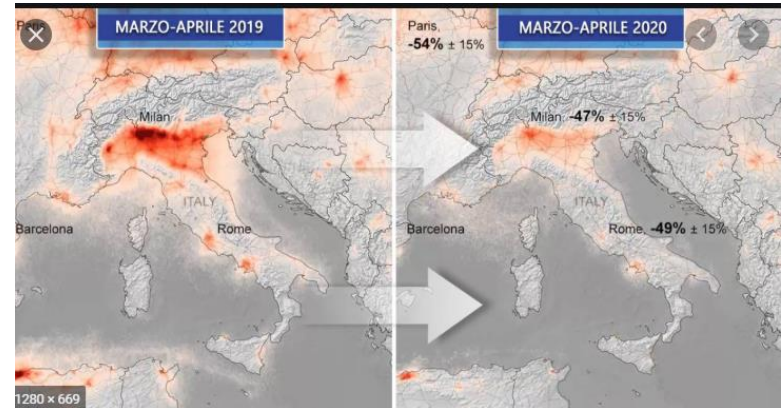 MARZO-APRILE 2019
Milan
ITALY
Barcelona
Rome
1280 × 669
MARZO-APRILE 2020
Paris,
-54% ± 15%
Milan, -47% ± 15%
ITALY
Barcelona
Rome, -49% ± 15%